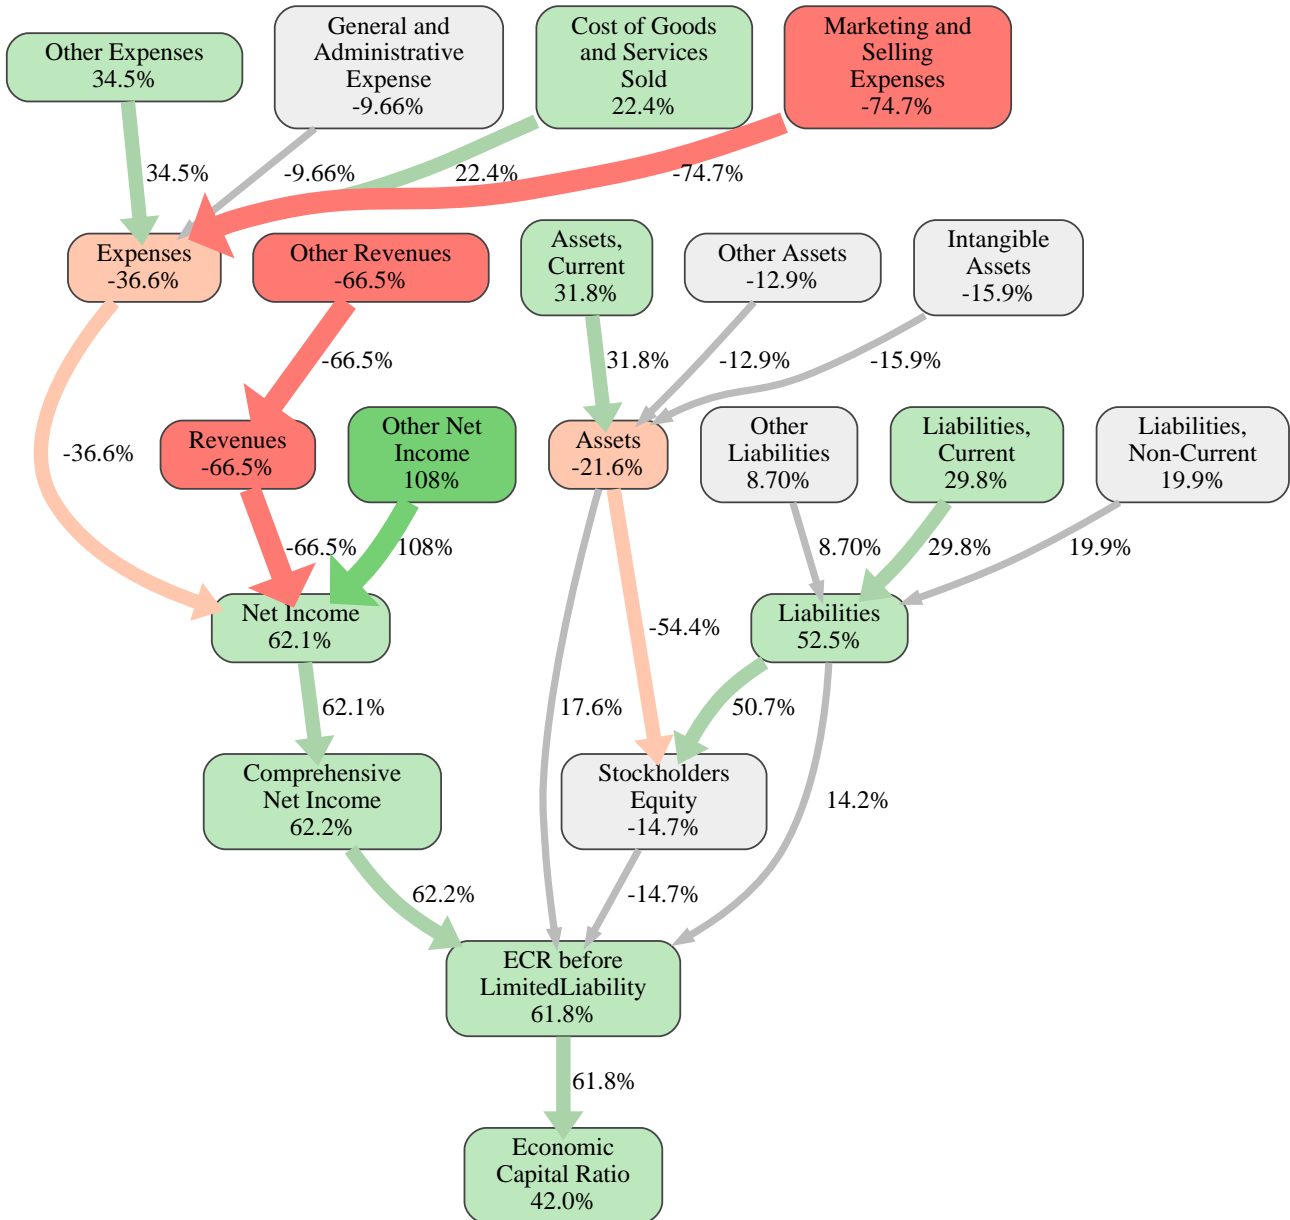 Other Expenses
34.5%
General and
Administrative
Expense
-9.66%
Cost of Goods
and Services
Sold
22.4%
Marketing and
Selling
Expenses
-74.7%
34.5%
-9.66%
22.4%
-74.7%
Expenses
-36.6%
Other Revenues
-66.5%
Assets,
Current
31.8%
Other Assets
-12.9%
Intangible
Assets
-15.9%
-66.5%
31.8%
-12.9%
-15.9%
-36.6%
Revenues
-66.5%
Other Net
Income
108%
Assets
-21.6%
Other
Liabilities
8.70%
Liabilities,
Current
29.8%
Liabilities,
Non-Current
19.9%
-66.5%
108%
8.70%
29.8%
19.9%
Net Income
62.1%
-54.4%
Liabilities
52.5%
62.1%
17.6%
50.7%
Comprehensive
Net Income
62.2%
Stockholders
Equity
-14.7%
14.2%
62.2%
-14.7%
ECR before
LimitedLiability
61.8%
61.8%
Economic
Capital Ratio
42.0%